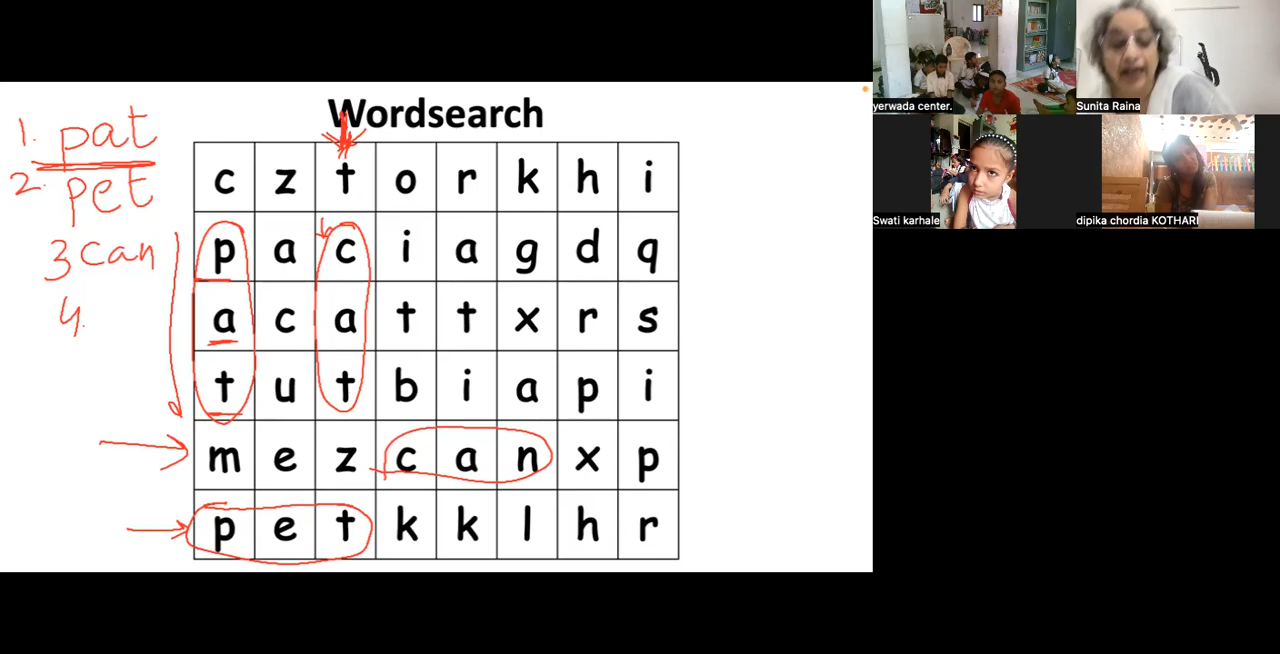 Wordsearch
1. pat
2. pet
3 can
4.
c z t o r k h i
p a c i a g d q
a c a t t x r s
t u t b i a p i
m e z c a n x p
p e t k k l h r
yerwada center.
Sunita Raina
Swati karhale
dipika chordia KOTHARI